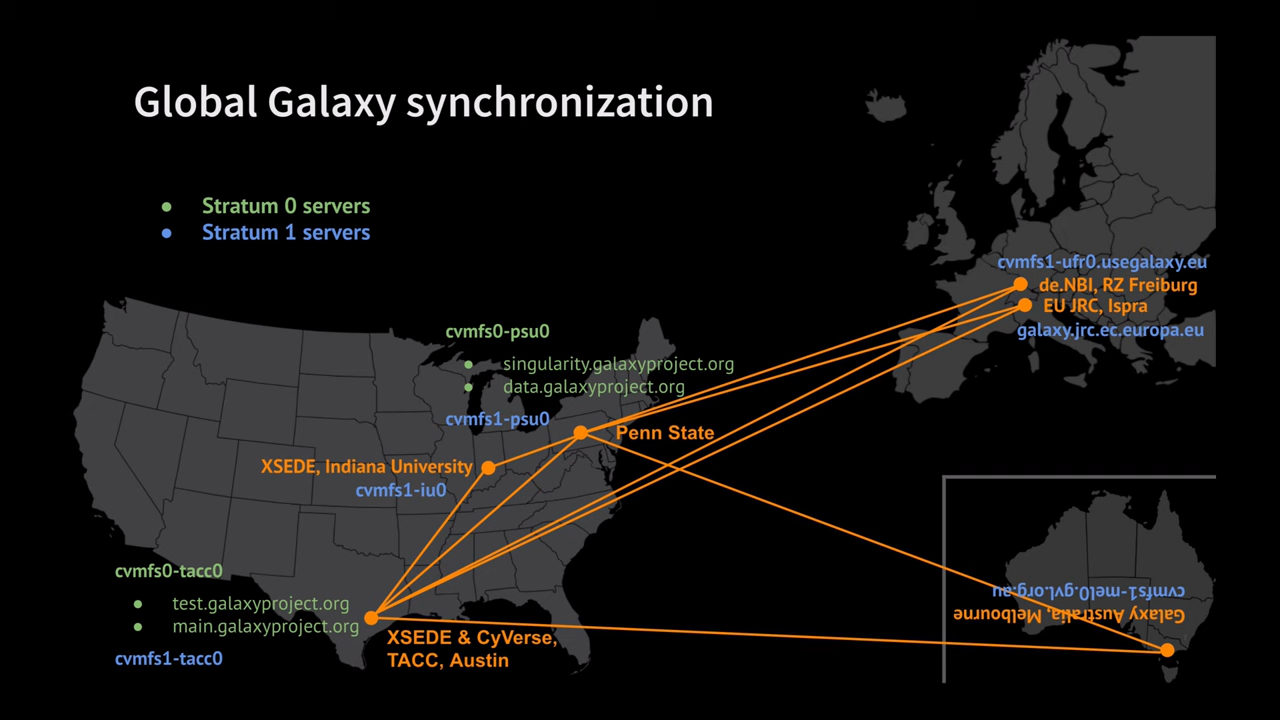 Global Galaxy synchronization
● Stratum 0 servers
● Stratum 1 servers
cvmfs1-ufr0.usegalaxy.eu
de.NBI, RZ Freiburg
EU JRC, Ispra
galaxy.jrc.ec.europa.eu
cvmfs0-psu0
● singularity.galaxyproject.org
● data.galaxyproject.org
cvmfs1-psu0
Penn State
XSEDE, Indiana University
cvmfs1-iu0
cvmfs0-tacc0
● test.galaxyproject.org
● main.galaxyproject.org
cvmfs1-tacc0
XSEDE & CyVerse,
TACC, Austin
Galaxy Australia, Melbourne
cvmfs1-mel0.gvl.org.au